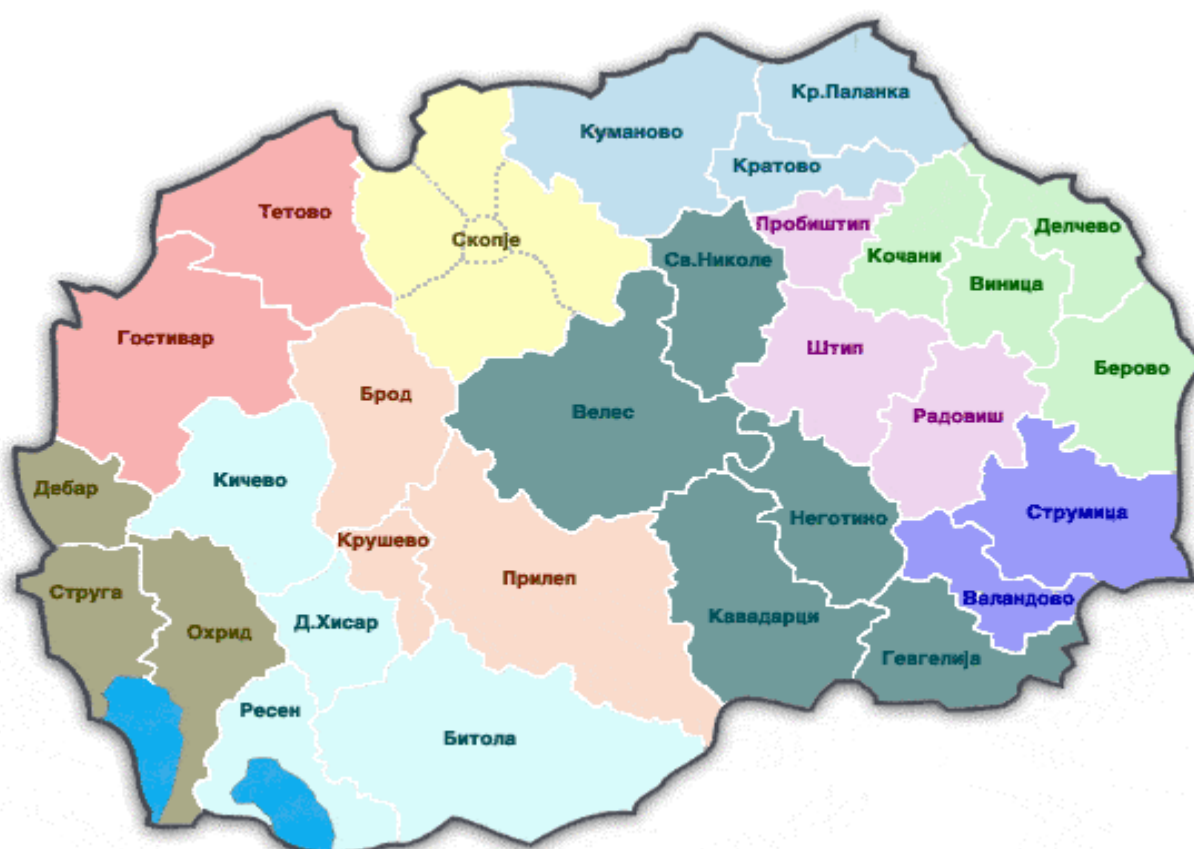 Кр.Паланка
Куманово
Кратово
Тетово
Пробиштип
Делчево
Скопје
Св.Николе
Кочани
Виница
Гостивар
Штип
Берово
Брод
Велес
Радовиш
Кичево
Дебар
Струмица
Неготино
Крушево
Прилеп
Струга
Валандово
Кавадарци
Д.Хисар
Охрид
Гевгелија
Ресен
Битола